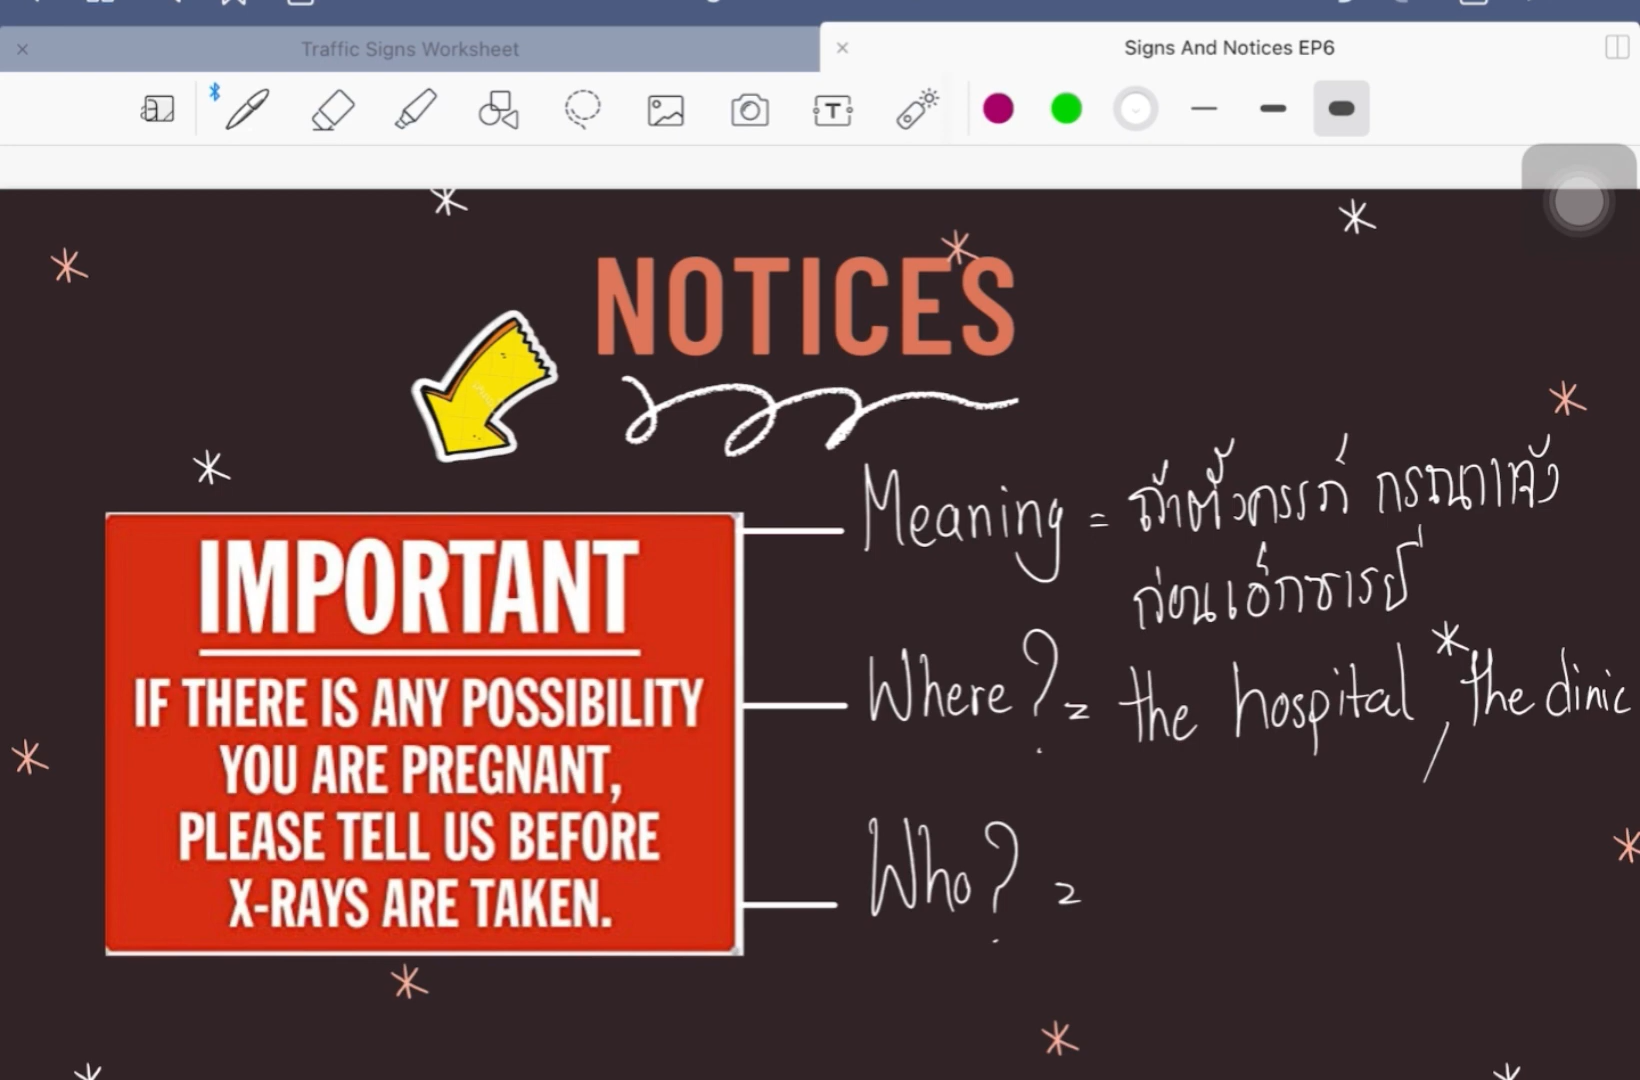 Traffic Signs Worksheet
Signs And Notices EP6
NOTICES
IMPORTANT
IF THERE IS ANY POSSIBILITY
YOU ARE PREGNANT,
PLEASE TELL US BEFORE
X-RAYS ARE TAKEN.
Meaning = ถ้าตั้งครรภ์ กรุณาแจ้ง
ก่อนเอ็กซเรย์
Where? = the hospital, *the clinic
Who? =